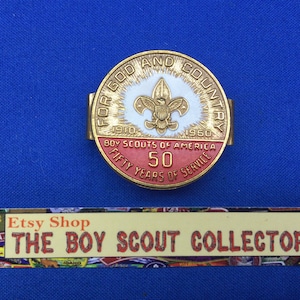 FOR GOD AND COUNTRY
1910 1960
BOY SCOUTS OF AMERICA
50
FIFTY YEARS OF SERVICE
Etsy Shop
THE BOY SCOUT COLLECTOR